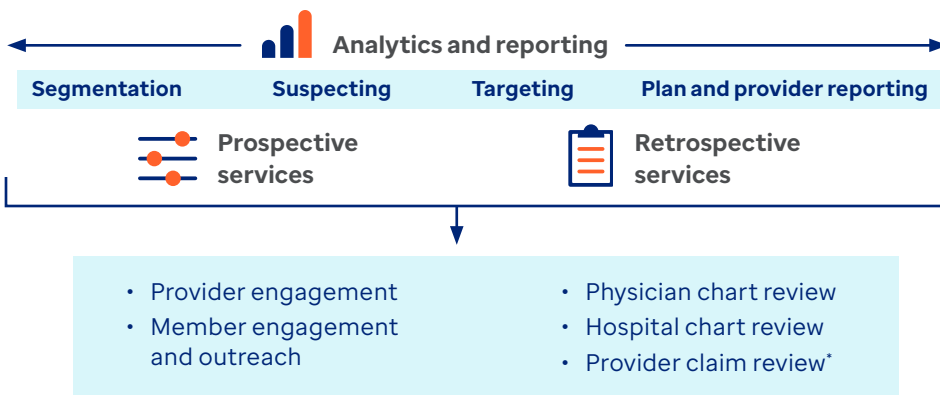 Analytics and reporting
Segmentation Suspecting Targeting Plan and provider reporting
Prospective
services
Retrospective
services
• Provider engagement
• Member engagement
and outreach
• Physician chart review
• Hospital chart review
• Provider claim review*